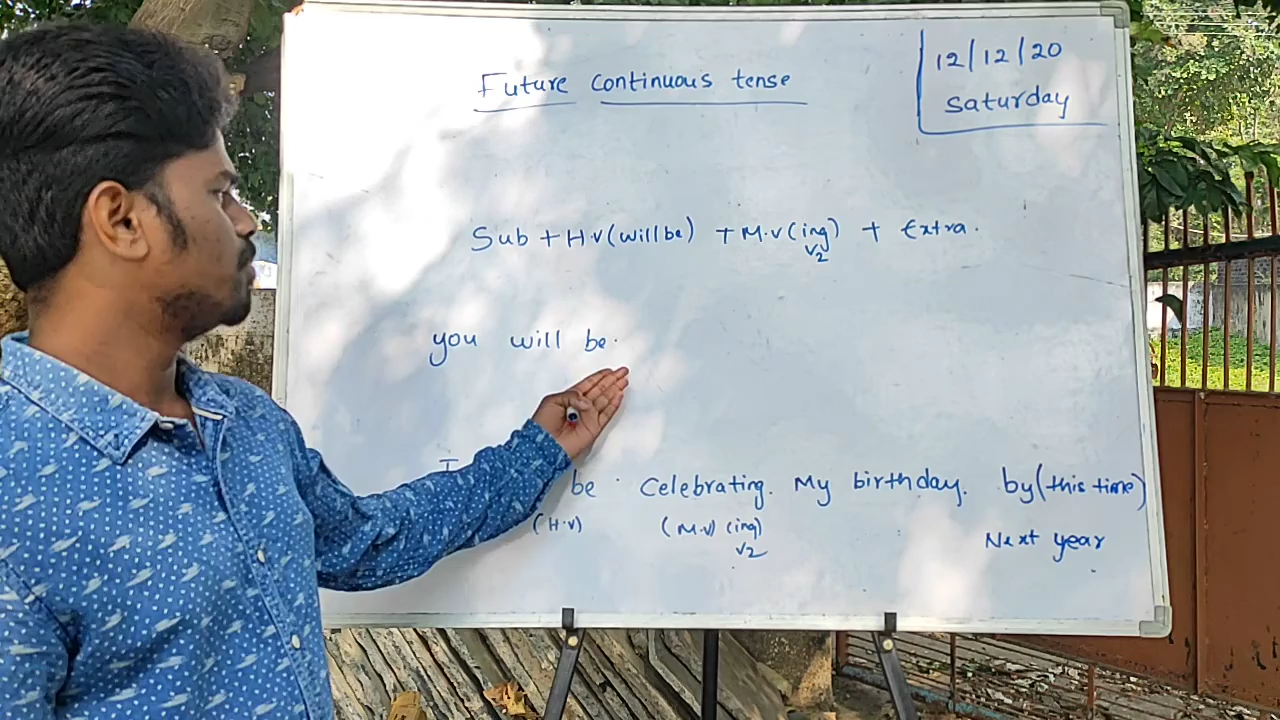 12/12/20
Saturday
Future continuous tense
Sub + H.v (will be) + M.v (ing) + Extra.
v2
you will be.
I be celebrating. My birthday. by (this time)
(H.v) (M.v) (ing) Next year
v2